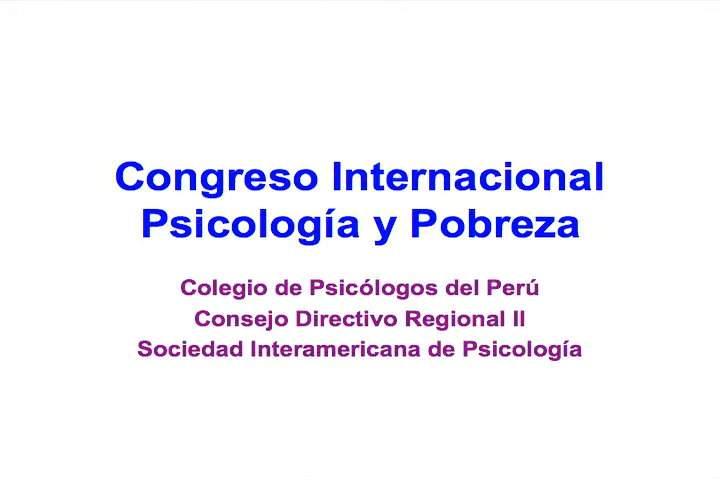 Congreso Internacional
Psicología y Pobreza
Colegio de Psicólogos del Perú
Consejo Directivo Regional II
Sociedad Interamericana de Psicología